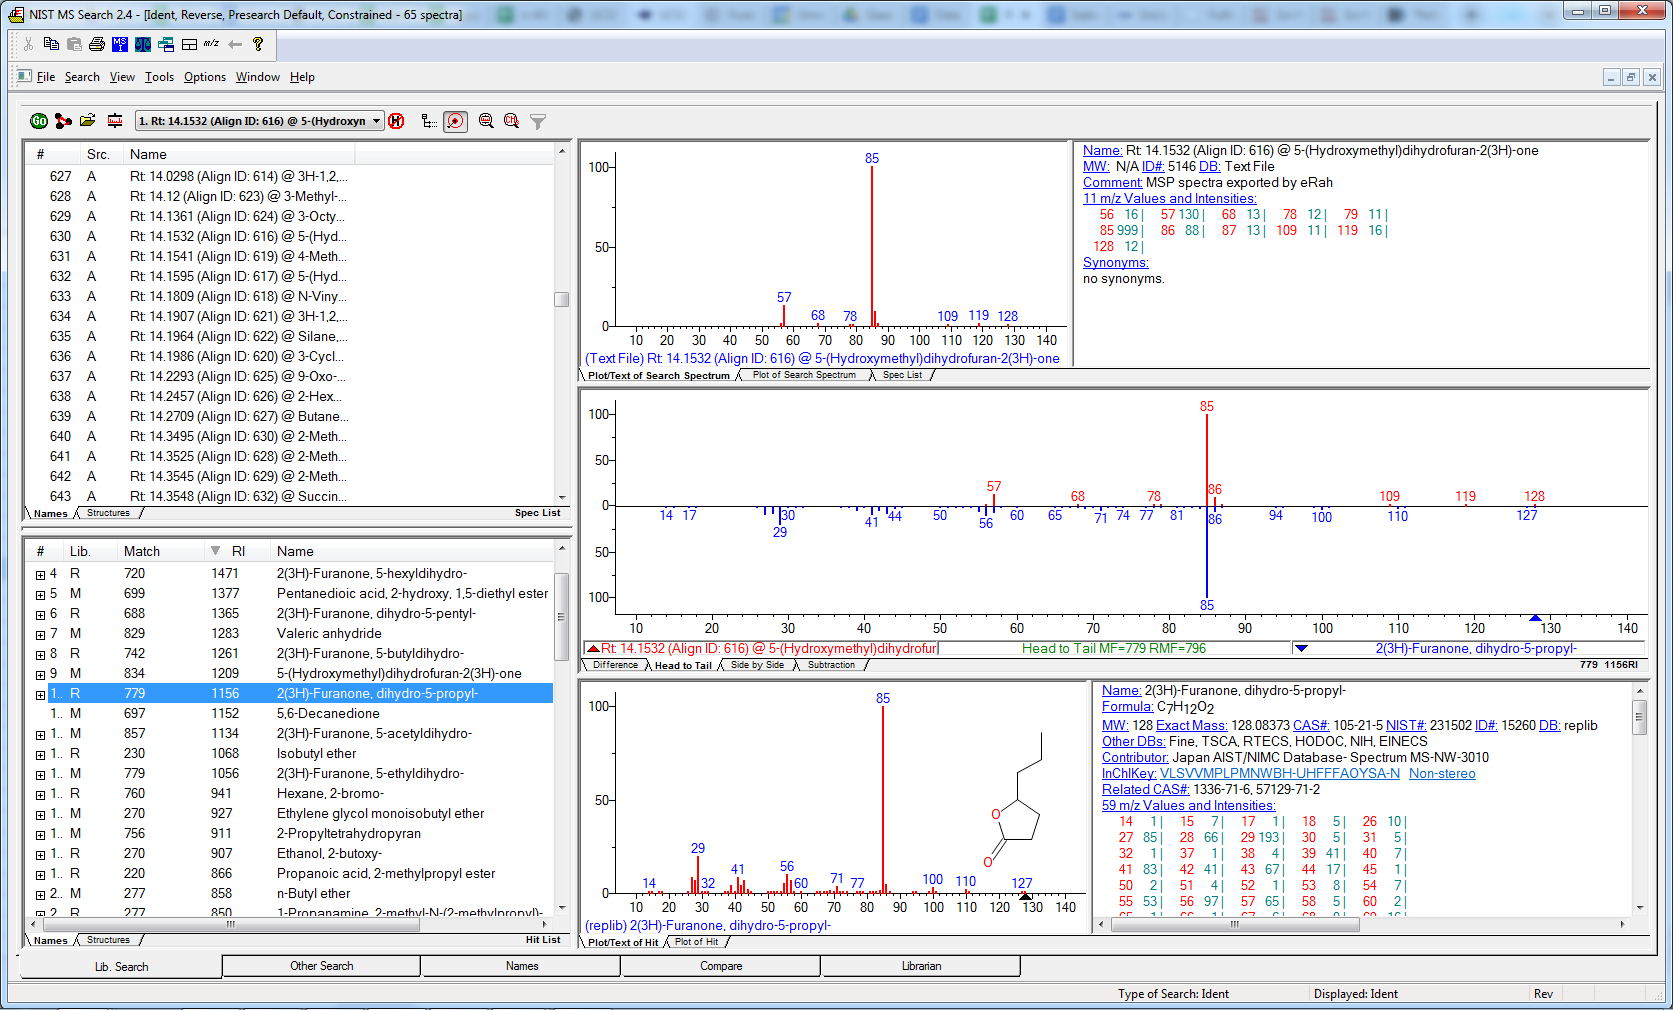 NIST MS Search 2.4 - [Ident, Reverse, Presearch Default, Constrained - 65 spectra]
File Search View Tools Options Window Help
1. Rt: 14.1532 (Align ID: 616) @ 5-(Hydroxyn
# Src. Name
627 A Rt: 14.0298 (Align ID: 614) @ 3H-1,2,...
628 A Rt: 14.12 (Align ID: 623) @ 3-Methyl-...
629 A Rt: 14.1361 (Align ID: 624) @ 3-Octy...
630 A Rt: 14.1532 (Align ID: 616) @ 5-(Hyd...
631 A Rt: 14.1541 (Align ID: 619) @ 4-Meth...
632 A Rt: 14.1595 (Align ID: 617) @ 5-(Hyd...
633 A Rt: 14.1809 (Align ID: 618) @ N-Viny...
634 A Rt: 14.1907 (Align ID: 621) @ 3H-1,2,...
635 A Rt: 14.1964 (Align ID: 622) @ Silane,...
636 A Rt: 14.1986 (Align ID: 620) @ 3-Cycl...
637 A Rt: 14.2293 (Align ID: 625) @ 9-Oxo-...
638 A Rt: 14.2457 (Align ID: 626) @ 2-Hex...
639 A Rt: 14.2709 (Align ID: 627) @ Butane...
640 A Rt: 14.3495 (Align ID: 630) @ 2-Meth...
641 A Rt: 14.3525 (Align ID: 628) @ 2-Meth...
642 A Rt: 14.3545 (Align ID: 629) @ 2-Meth...
643 A Rt: 14.3548 (Align ID: 632) @ Succin...
Names Structures Spec List
# Lib. Match RI Name
4 R 720 1471 2(3H)-Furanone, 5-hexyldihydro-
5 M 699 1377 Pentanedioic acid, 2-hydroxy, 1,5-diethyl ester
6 R 688 1365 2(3H)-Furanone, dihydro-5-pentyl-
7 M 829 1283 Valeric anhydride
8 R 742 1261 2(3H)-Furanone, 5-butyldihydro-
9 M 834 1209 5-(Hydroxymethyl)dihydrofuran-2(3H)-one
1.. R 779 1156 2(3H)-Furanone, dihydro-5-propyl-
1.. M 697 1152 5,6-Decanedione
1.. M 857 1134 2(3H)-Furanone, 5-acetyldihydro-
1.. R 230 1068 Isobutyl ether
1.. M 779 1056 2(3H)-Furanone, 5-ethyldihydro-
1.. R 760 941 Hexane, 2-bromo-
1.. M 270 927 Ethylene glycol monoisobutyl ether
1.. M 756 911 2-Propyltetrahydropyran
1.. R 270 907 Ethanol, 2-butoxy-
1.. R 220 866 Propanoic acid, 2-methylpropyl ester
2.. M 277 858 n-Butyl ether
2.. R 277 850 1-Propanamine, 2-methyl-N-(2-methylpropyl)-
Names Structures Hit List
100 85
50
57 68 78 109 119 128
0
10 20 30 40 50 60 70 80 90 100 110 120 130 140
(Text File) Rt: 14.1532 (Align ID: 616) @ 5-(Hydroxymethyl)dihydrofuran-2(3H)-one
Plot/Text of Search Spectrum Plot of Search Spectrum Spec List
Name: Rt: 14.1532 (Align ID: 616) @ 5-(Hydroxymethyl)dihydrofuran-2(3H)-one
MW: N/A ID#: 5146 DB: Text File
Comment: MSP spectra exported by eRah
11 m/z Values and Intensities:
56 16 | 57 130 | 68 13 | 78 12 | 79 11 |
85 999 | 86 88 | 87 13 | 109 11 | 119 16 |
128 12 |
Synonyms:
no synonyms.
100 85
50
57 86 68 78 109 119 128
0
14 17 29 30 41 44 50 56 60 65 71 74 77 81 86 94 100 110 127
50
100 85
10 20 30 40 50 60 70 80 90 100 110 120 130 140
Rt: 14.1532 (Align ID: 616) @ 5-(Hydroxymethyl)dihydrofur Head to Tail MF=779 RMF=796 2(3H)-Furanone, dihydro-5-propyl-
Difference Head to Tail Side by Side Subtraction 779 1156RI
100 85
50
29 41 56 14 32 60 71 77 100 110 127
0
10 20 30 40 50 60 70 80 90 100 110 120 130 140
O
O
(replib) 2(3H)-Furanone, dihydro-5-propyl-
Plot/Text of Hit Plot of Hit
Name: 2(3H)-Furanone, dihydro-5-propyl-
Formula: C7H12O2
MW: 128 Exact Mass: 128.08373 CAS#: 105-21-5 NIST#: 231502 ID#: 15260 DB: replib
Other DBs: Fine, TSCA, RTECS, HODOC, NIH, EINECS
Contributor: Japan AIST/NIMC Database- Spectrum MS-NW-3010
InChIKey: VLSVVMPLPMNWBH-UHFFFAOYSA-N Non-stereo
Related CAS#: 1336-71-6, 57129-71-2
59 m/z Values and Intensities:
14 1 | 15 7 | 17 1 | 18 5 | 26 10 |
27 85 | 28 66 | 29 193 | 30 5 | 31 5 |
32 1 | 37 1 | 38 4 | 39 41 | 40 7 |
41 83 | 42 41 | 43 67 | 44 17 | 45 1 |
50 2 | 51 4 | 52 1 | 53 8 | 54 7 |
55 53 | 56 97 | 57 65 | 58 5 | 60 2 |
Lib. Search Other Search Names Compare Librarian
Type of Search: Ident Displayed: Ident Rev